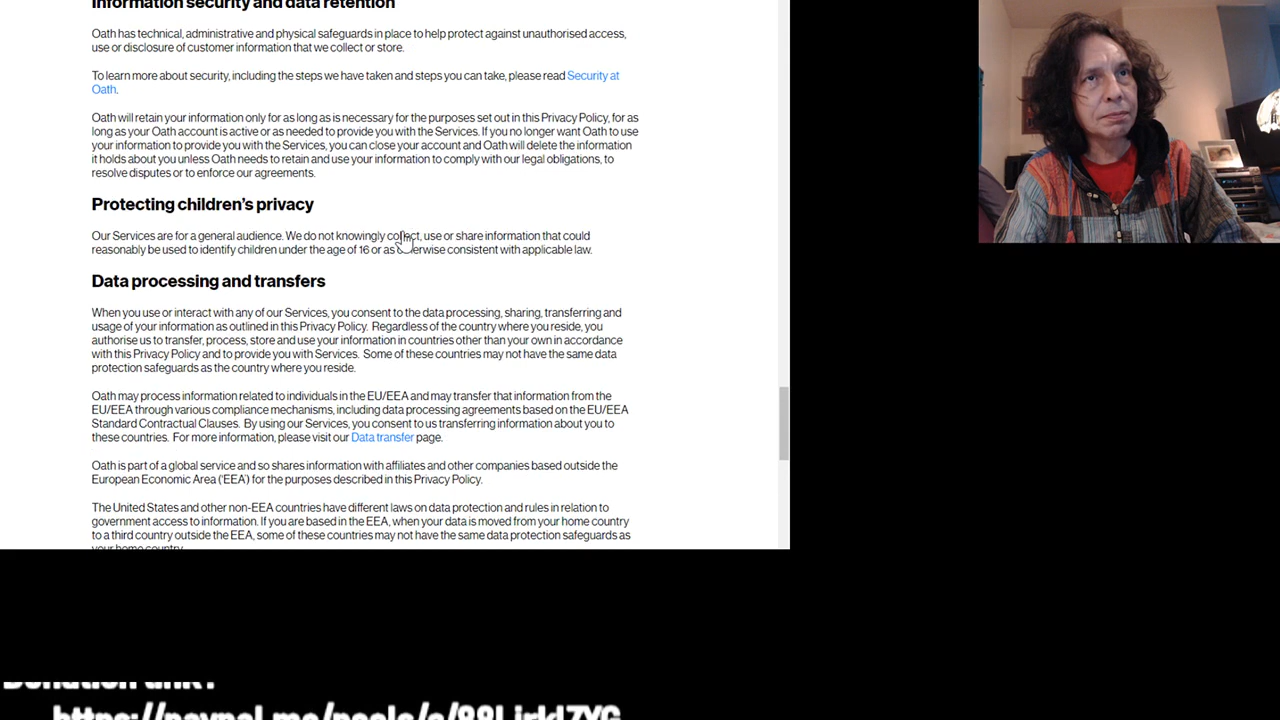 Information security and data retention
Oath has technical, administrative and physical safeguards in place to help protect against unauthorised access,
use or disclosure of customer information that we collect or store.
To learn more about security, including the steps we have taken and steps you can take, please read Security at
Oath.
Oath will retain your information only for as long as is necessary for the purposes set out in this Privacy Policy, for as
long as your Oath account is active or as needed to provide you with the Services. If you no longer want Oath to use
your information to provide you with the Services, you can close your account and Oath will delete the information
it holds about you unless Oath needs to retain and use your information to comply with our legal obligations, to
resolve disputes or to enforce our agreements.
Protecting children’s privacy
Our Services are for a general audience. We do not knowingly collect, use or share information that could
reasonably be used to identify children under the age of 16 or as otherwise consistent with applicable law.
Data processing and transfers
When you use or interact with any of our Services, you consent to the data processing, sharing, transferring and
usage of your information as outlined in this Privacy Policy. Regardless of the country where you reside, you
authorise us to transfer, process, store and use your information in countries other than your own in accordance
with this Privacy Policy and to provide you with Services. Some of these countries may not have the same data
protection safeguards as the country where you reside.
Oath may process information related to individuals in the EU/EEA and may transfer that information from the
EU/EEA through various compliance mechanisms, including data processing agreements based on the EU/EEA
Standard Contractual Clauses. By using our Services, you consent to us transferring information about you to
these countries. For more information, please visit our Data transfer page.
Oath is part of a global service and so shares information with affiliates and other companies based outside the
European Economic Area (‘EEA’) for the purposes described in this Privacy Policy.
The United States and other non-EEA countries have different laws on data protection and rules in relation to
government access to information. If you are based in the EEA, when your data is moved from your home country
to a third country outside the EEA, some of these countries may not have the same data protection safeguards as
your home country.
Donation